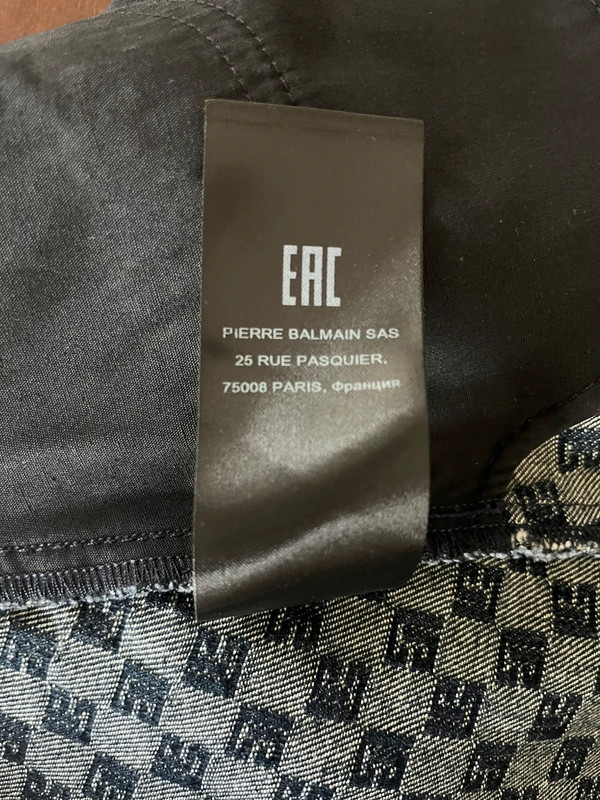 EAC
PIERRE BALMAIN SAS
25 RUE PASQUIER.
75008 PARIS, Франция